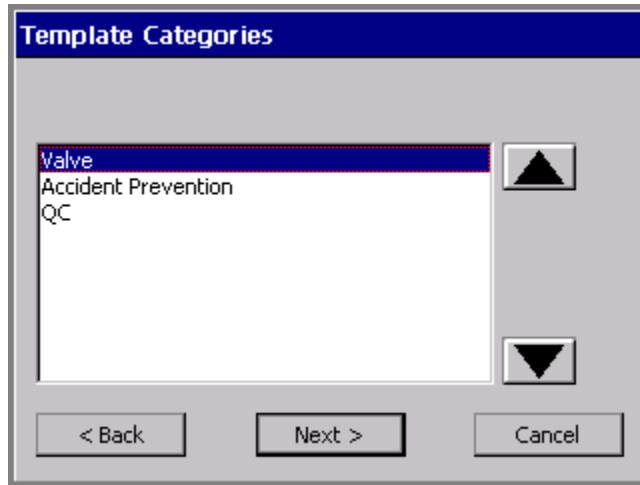 Template Categories
Valve
Accident Prevention
QC
< Back
Next >
Cancel